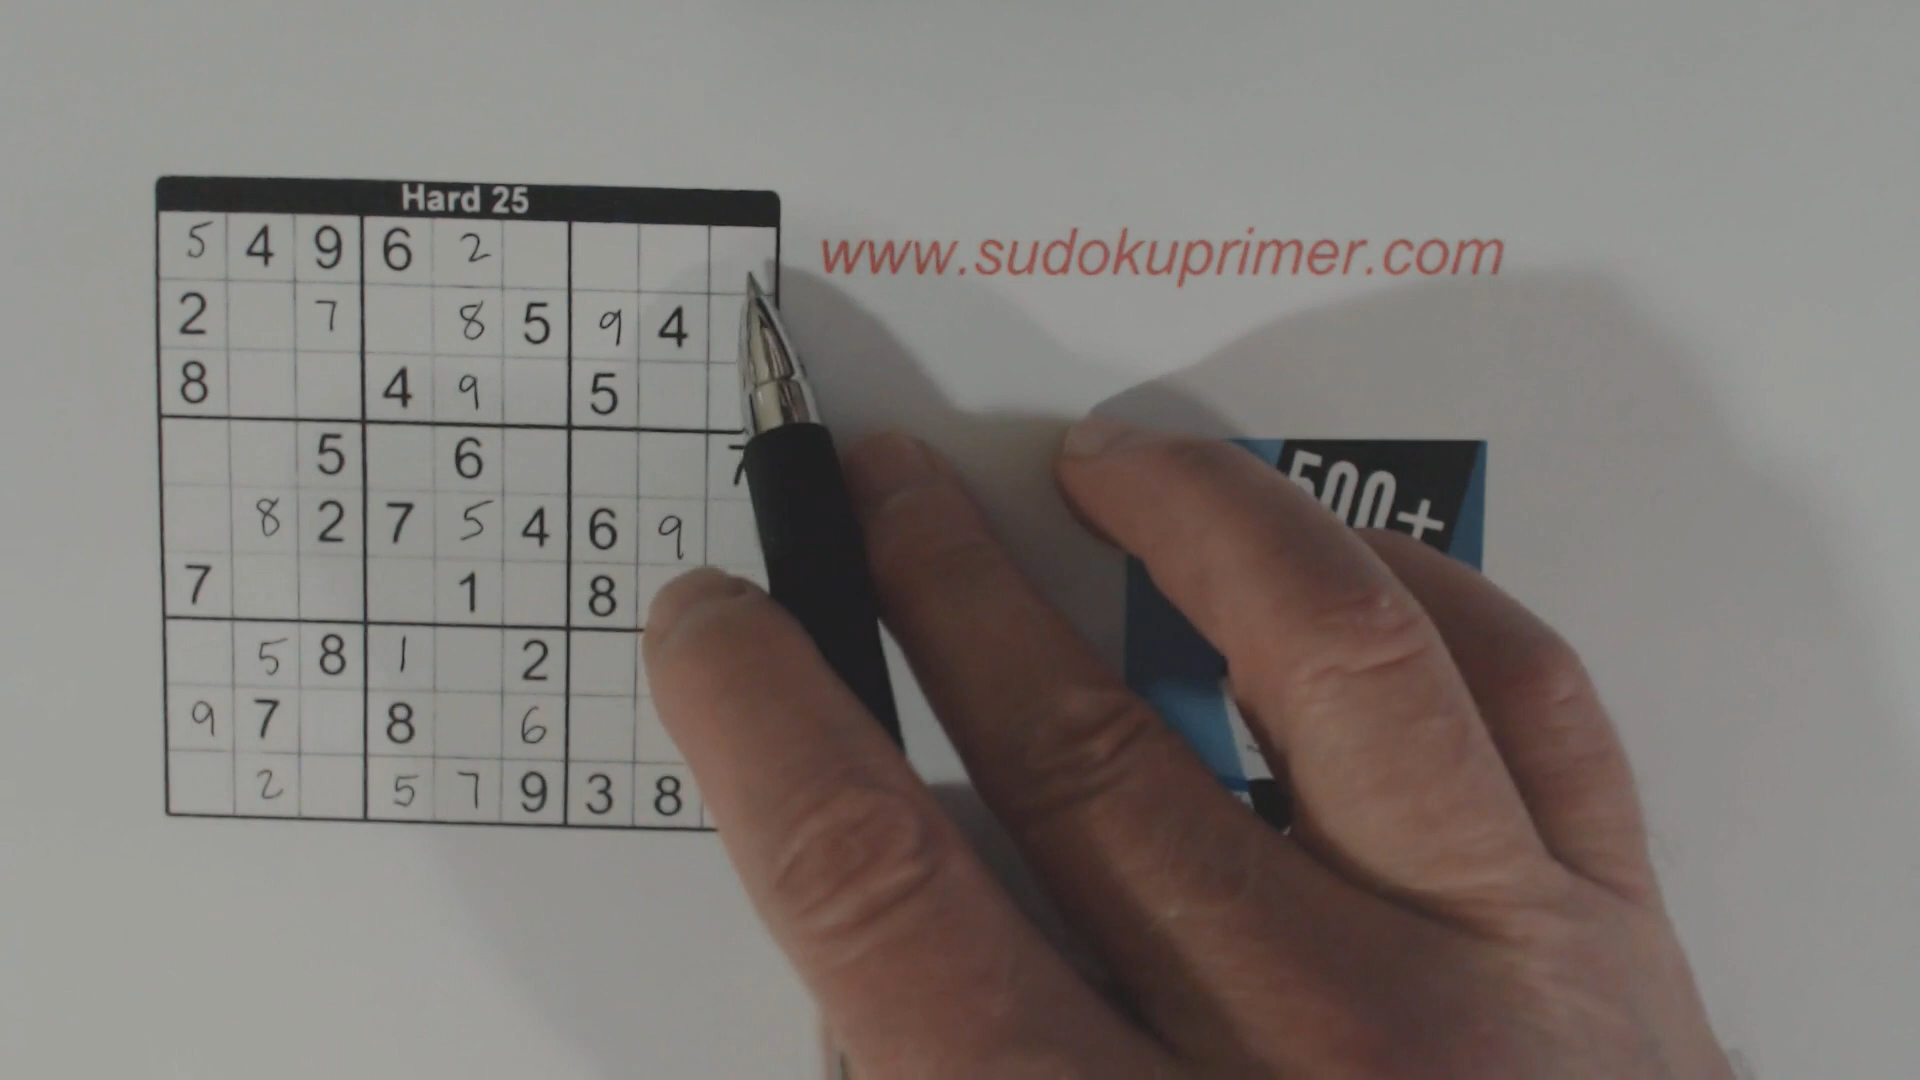 Hard 25
5 4 9 6 2
www.sudokuprimer.com
2 7 8 5 9 4
8 4 9 5
5 6 7
500+
8 2 7 5 4 6 9
7 1 8
5 8 1 2
9 7 8 6
2 5 7 9 3 8